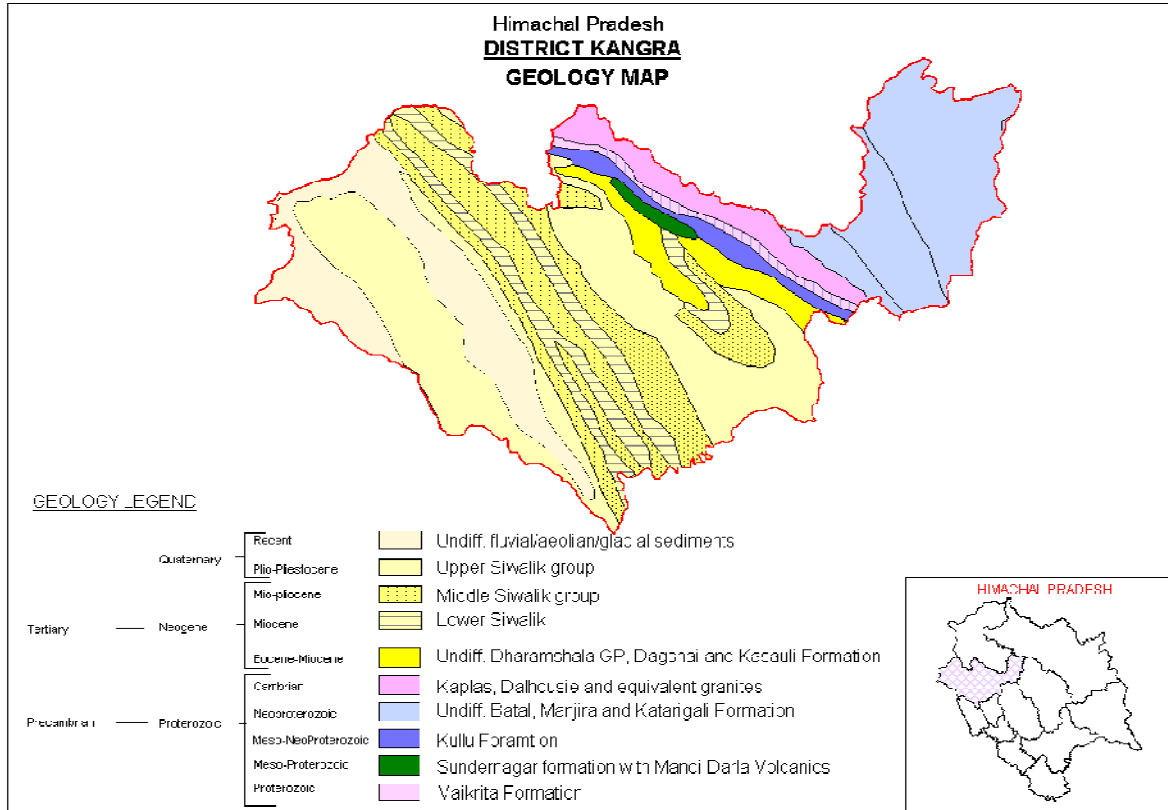 Himachal Pradesh
DISTRICT KANGRA
GEOLOGY MAP
GEOLOGY LEGEND
Quaternary
Recent
Undiff. fluvial/aeolian/glacial sediments
Plio-Pliestocene
Upper Siwalik group
Tertiary
Neogene
Mio-pliocene
Middle Siwalik group
Miocene
Lower Siwalik
Eocene-Miocene
Undiff. Dharamshala GP, Dagshai and Kasauli Formation
Precambrian
Proterozoic
Cambrian
Kaplas, Dalhousie and equivalent granites
Neoproterozoic
Undiff. Batal, Manjira and Katarigali Formation
Meso-NeoProterozoic
Kullu Foramtion
Meso-Proterozoic
Sundernagar formation with Mandi Darla Volcanics
Proterozoic
Vaikrita Formation
HIMACHAL PRADESH